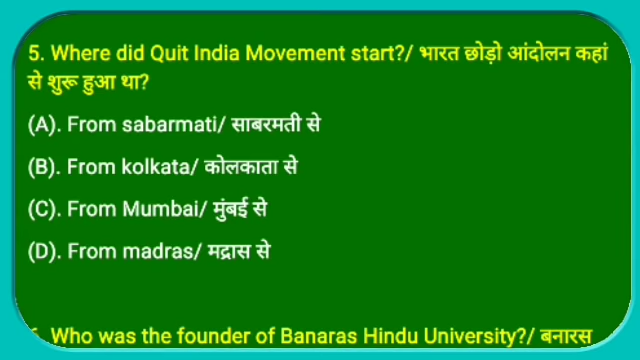 5. Where did Quit India Movement start?/ भारत छोड़ो आंदोलन कहां
से शुरू हुआ था?
(A). From sabarmati/ साबरमती से
(B). From kolkata/ कोलकाता से
(C). From Mumbai/ मुंबई से
(D). From madras/ मद्रास से
Who was the founder of Banaras Hindu University?/ बनारस